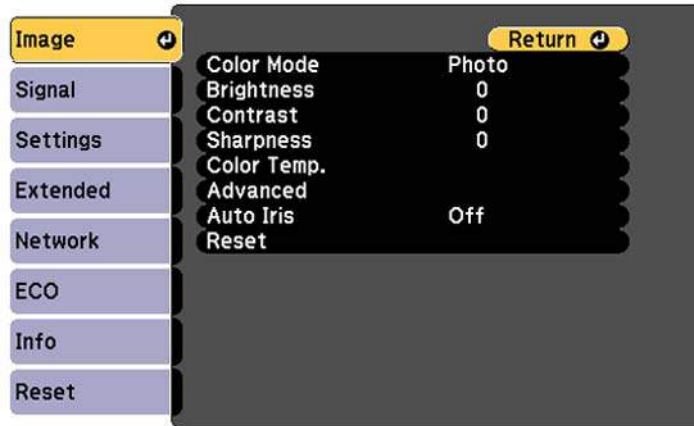 Image
Signal
Settings
Extended
Network
ECO
Info
Reset
Return
Color Mode Photo
Brightness 0
Contrast 0
Sharpness 0
Color Temp.
Advanced
Auto Iris Off
Reset